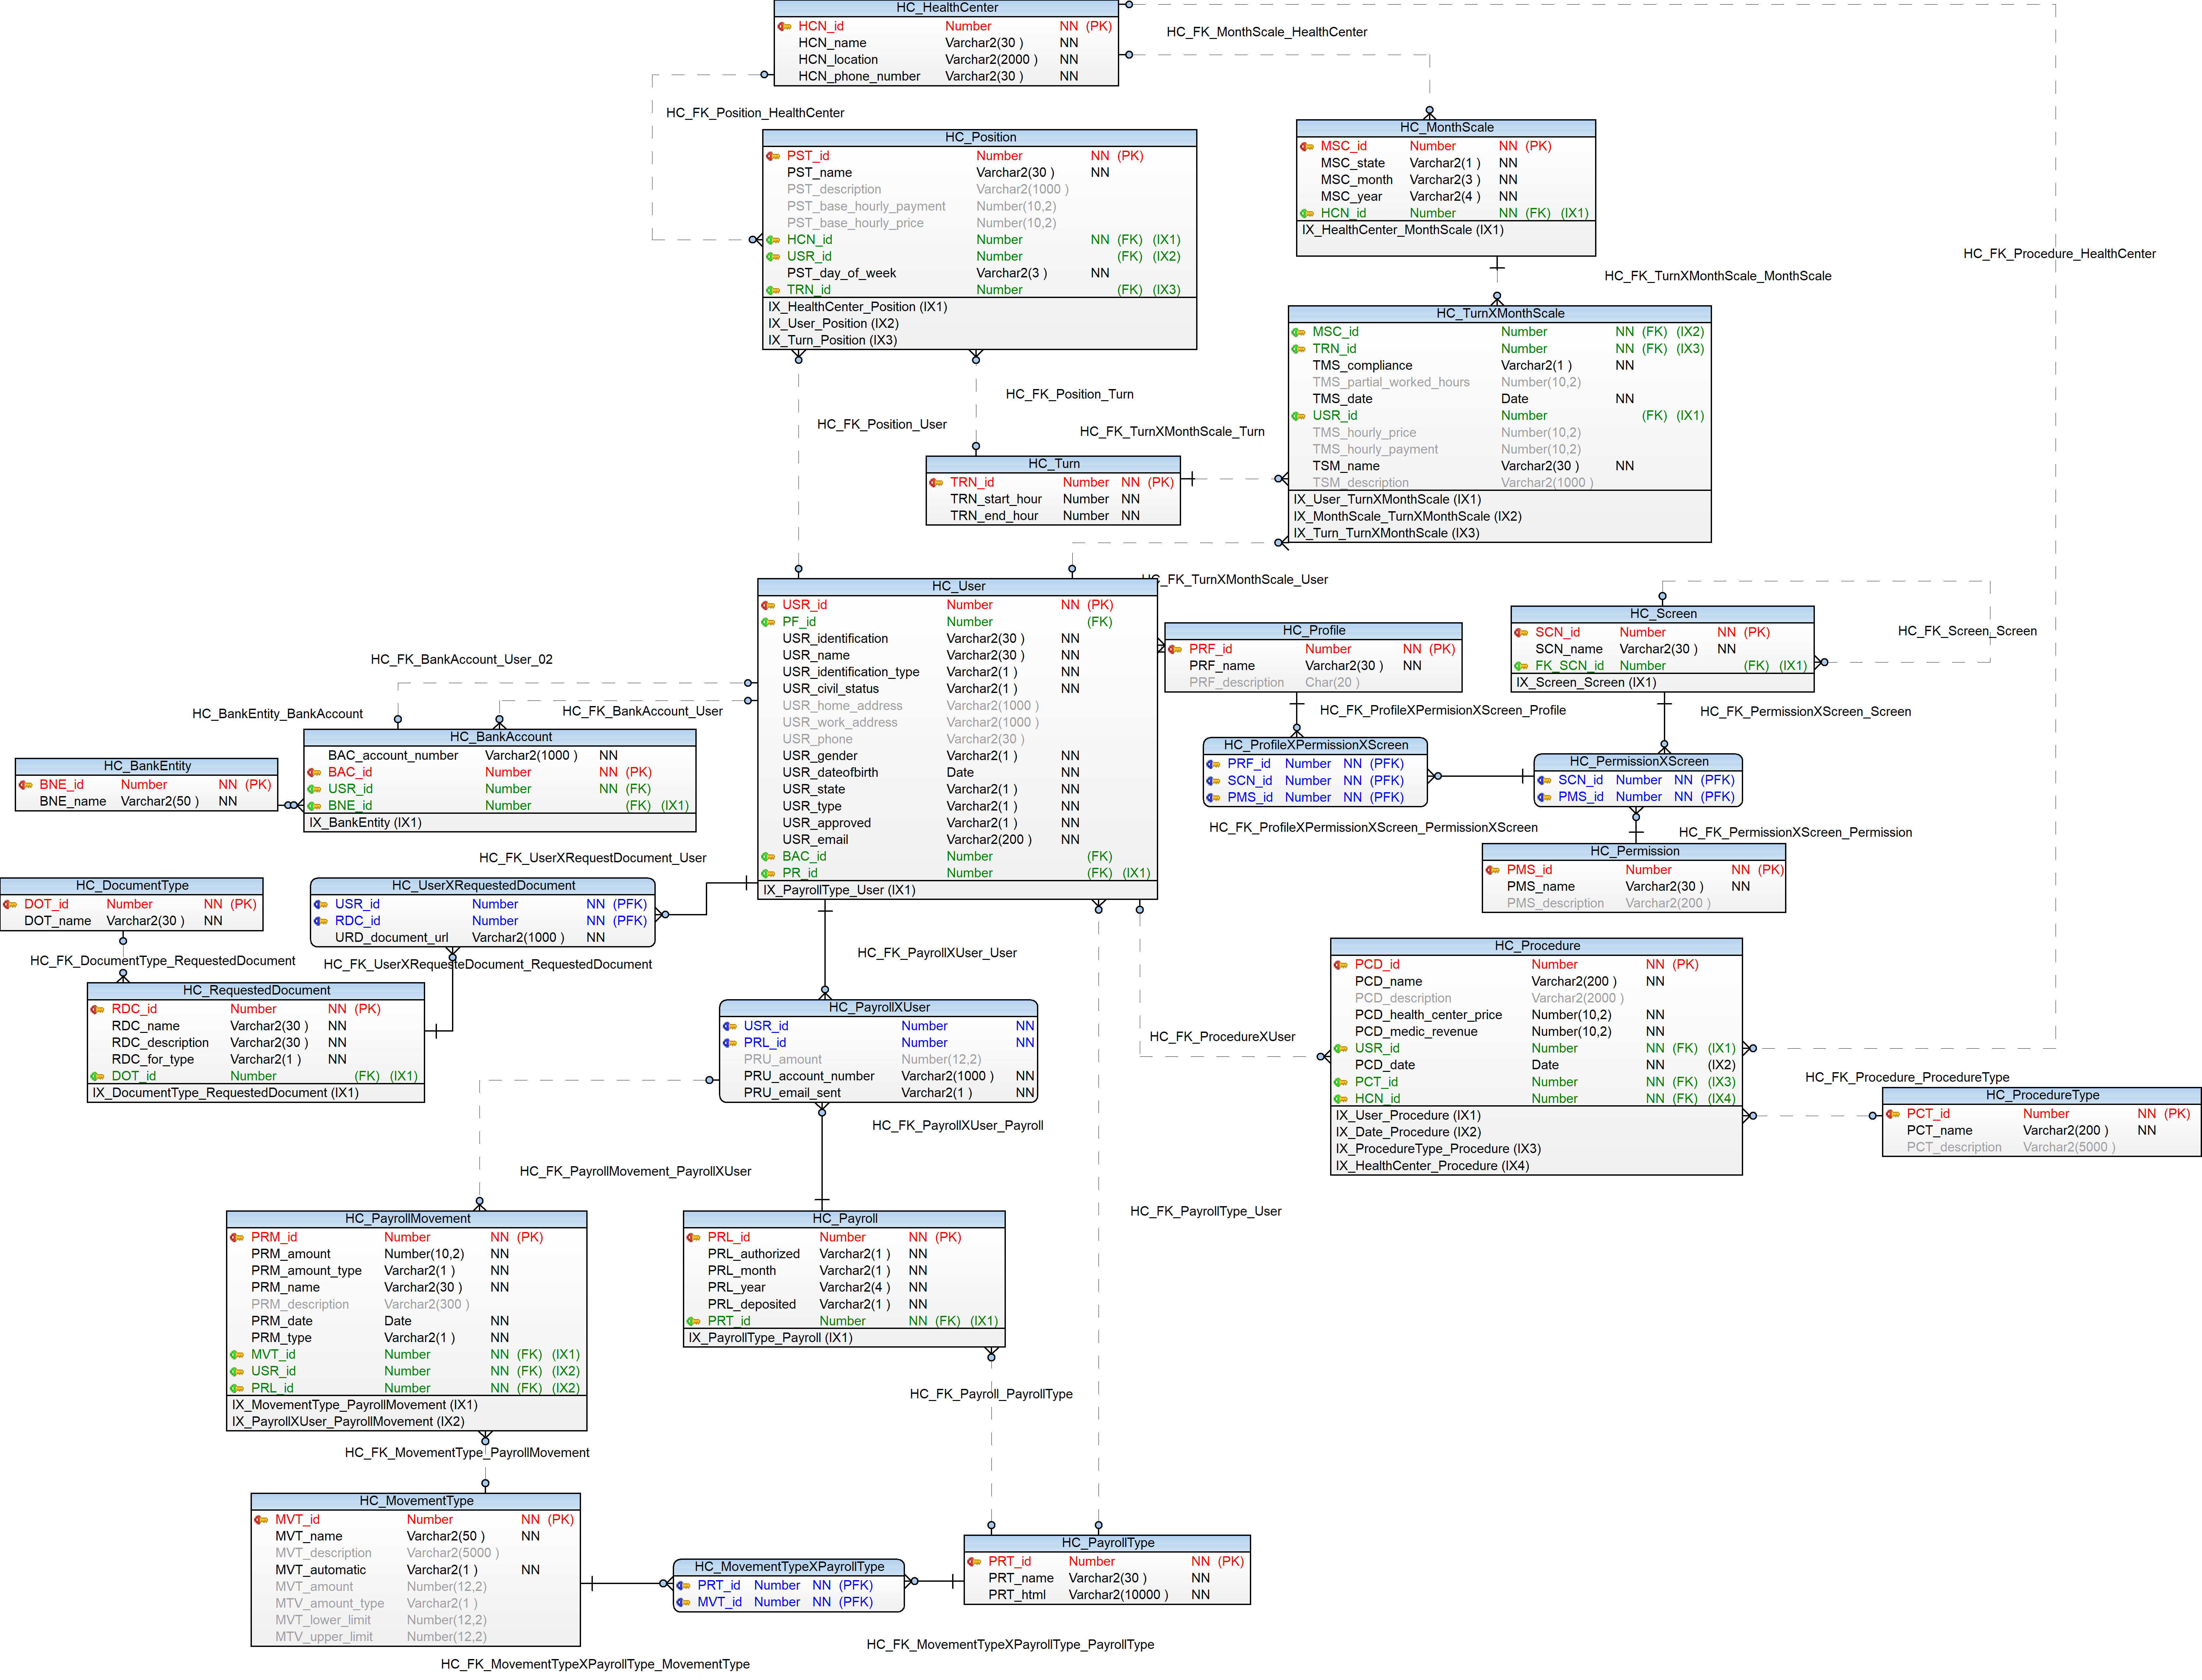 HC_HealthCenter
HCN_id Number NN (PK)
HCN_name Varchar2(30 ) NN
HCN_location Varchar2(2000 ) NN
HCN_phone_number Varchar2(30 ) NN
HC_FK_MonthScale_HealthCenter
HC_FK_Position_HealthCenter
HC_Position
PST_id Number NN (PK)
PST_name Varchar2(30 ) NN
PST_description Varchar2(1000 )
PST_base_hourly_payment Number(10,2)
PST_base_hourly_price Number(10,2)
HCN_id Number NN (FK) (IX1)
USR_id Number (FK) (IX2)
PST_day_of_week Varchar2(3 ) NN
TRN_id Number (FK) (IX3)
IX_HealthCenter_Position (IX1)
IX_User_Position (IX2)
IX_Turn_Position (IX3)
HC_MonthScale
MSC_id Number NN (PK)
MSC_state Varchar2(1 ) NN
MSC_month Varchar2(3 ) NN
MSC_year Varchar2(4 ) NN
HCN_id Number NN (FK) (IX1)
IX_HealthCenter_MonthScale (IX1)
HC_FK_Procedure_HealthCenter
HC_FK_TurnXMonthScale_MonthScale
HC_TurnXMonthScale
MSC_id Number NN (FK) (IX2)
TRN_id Number NN (FK) (IX3)
TMS_compliance Varchar2(1 ) NN
TMS_partial_worked_hours Number(10,2)
TMS_date Date NN
USR_id Number (FK) (IX1)
TMS_hourly_price Number(10,2)
TMS_hourly_payment Number(10,2)
TSM_name Varchar2(30 ) NN
TSM_description Varchar2(1000 )
IX_User_TurnXMonthScale (IX1)
IX_MonthScale_TurnXMonthScale (IX2)
IX_Turn_TurnXMonthScale (IX3)
HC_FK_Position_Turn
HC_FK_Position_User
HC_FK_TurnXMonthScale_Turn
HC_Turn
TRN_id Number NN (PK)
TRN_start_hour Number NN
TRN_end_hour Number NN
HC_FK_TurnXMonthScale_User
HC_User
USR_id Number NN (PK)
PF_id Number (FK)
USR_identification Varchar2(30 ) NN
USR_name Varchar2(30 ) NN
USR_identification_type Varchar2(1 ) NN
USR_civil_status Varchar2(1 ) NN
USR_home_address Varchar2(1000 )
USR_work_address Varchar2(1000 )
USR_phone Varchar2(30 )
USR_gender Varchar2(1 ) NN
USR_dateofbirth Date NN
USR_state Varchar2(1 ) NN
USR_type Varchar2(1 ) NN
USR_approved Varchar2(1 ) NN
USR_email Varchar2(200 ) NN
BAC_id Number (FK)
PR_id Number (FK) (IX1)
IX_PayrollType_User (IX1)
HC_Profile
PRF_id Number NN (PK)
PRF_name Varchar2(30 ) NN
PRF_description Char(20 )
HC_Screen
SCN_id Number NN (PK)
SCN_name Varchar2(30 ) NN
FK_SCN_id Number (FK) (IX1)
IX_Screen_Screen (IX1)
HC_FK_Screen_Screen
HC_FK_ProfileXPermisionXScreen_Profile
HC_FK_PermissionXScreen_Screen
HC_ProfileXPermissionXScreen
PRF_id Number NN (PFK)
SCN_id Number NN (PFK)
PMS_id Number NN (PFK)
HC_PermissionXScreen
SCN_id Number NN (PFK)
PMS_id Number NN (PFK)
HC_FK_ProfileXPermissionXScreen_PermissionXScreen
HC_FK_PermissionXScreen_Permission
HC_Permission
PMS_id Number NN (PK)
PMS_name Varchar2(30 ) NN
PMS_description Varchar2(200 )
HC_FK_BankAccount_User_02
HC_FK_BankAccount_User
HC_BankEntity_BankAccount
HC_BankAccount
BAC_account_number Varchar2(1000 ) NN
BAC_id Number NN (PK)
USR_id Number NN (FK)
BNE_id Number (FK) (IX1)
IX_BankEntity (IX1)
HC_BankEntity
BNE_id Number NN (PK)
BNE_name Varchar2(50 ) NN
HC_FK_UserXRequestDocument_User
HC_DocumentType
DOT_id Number NN (PK)
DOT_name Varchar2(30 ) NN
HC_UserXRequestedDocument
USR_id Number NN (PFK)
RDC_id Number NN (PFK)
URD_document_url Varchar2(1000 ) NN
HC_FK_DocumentType_RequestedDocument
HC_FK_UserXRequesteDocument_RequestedDocument
HC_RequestedDocument
RDC_id Number NN (PK)
RDC_name Varchar2(30 ) NN
RDC_description Varchar2(30 ) NN
RDC_for_type Varchar2(1 ) NN
DOT_id Number (FK) (IX1)
IX_DocumentType_RequestedDocument (IX1)
HC_FK_PayrollXUser_User
HC_PayrollXUser
USR_id Number NN
PRL_id Number NN
PRU_amount Number(12,2)
PRU_account_number Varchar2(1000 ) NN
PRU_email_sent Varchar2(1 ) NN
HC_FK_ProcedureXUser
HC_Procedure
PCD_id Number NN (PK)
PCD_name Varchar2(200 ) NN
PCD_description Varchar2(2000 )
PCD_health_center_price Number(10,2) NN
PCD_medic_revenue Number(10,2) NN
USR_id Number NN (FK) (IX1)
PCD_date Date NN (IX2)
PCT_id Number NN (FK) (IX3)
HCN_id Number NN (FK) (IX4)
IX_User_Procedure (IX1)
IX_Date_Procedure (IX2)
IX_ProcedureType_Procedure (IX3)
IX_HealthCenter_Procedure (IX4)
HC_FK_Procedure_ProcedureType
HC_ProcedureType
PCT_id Number NN (PK)
PCT_name Varchar2(200 ) NN
PCT_description Varchar2(5000 )
HC_FK_PayrollXUser_Payroll
HC_FK_PayrollMovement_PayrollXUser
HC_FK_PayrollType_User
HC_PayrollMovement
PRM_id Number NN (PK)
PRM_amount Number(10,2) NN
PRM_amount_type Varchar2(1 ) NN
PRM_name Varchar2(30 ) NN
PRM_description Varchar2(300 )
PRM_date Date NN
PRM_type Varchar2(1 ) NN
MVT_id Number NN (FK) (IX1)
USR_id Number NN (FK) (IX2)
PRL_id Number NN (FK) (IX2)
IX_MovementType_PayrollMovement (IX1)
IX_PayrollXUser_PayrollMovement (IX2)
HC_Payroll
PRL_id Number NN (PK)
PRL_authorized Varchar2(1 ) NN
PRL_month Varchar2(1 ) NN
PRL_year Varchar2(4 ) NN
PRL_deposited Varchar2(1 ) NN
PRT_id Number NN (FK) (IX1)
IX_PayrollType_Payroll (IX1)
HC_FK_Payroll_PayrollType
HC_FK_MovementType_PayrollMovement
HC_MovementType
MVT_id Number NN (PK)
MVT_name Varchar2(50 ) NN
MVT_description Varchar2(5000 )
MVT_automatic Varchar2(1 ) NN
MVT_amount Number(12,2)
MTV_amount_type Varchar2(1 )
MVT_lower_limit Number(12,2)
MTV_upper_limit Number(12,2)
HC_MovementTypeXPayrollType
PRT_id Number NN (PFK)
MVT_id Number NN (PFK)
HC_PayrollType
PRT_id Number NN (PK)
PRT_name Varchar2(30 ) NN
PRT_html Varchar2(10000 ) NN
HC_FK_MovementTypeXPayrollType_PayrollType
HC_FK_MovementTypeXPayrollType_MovementType